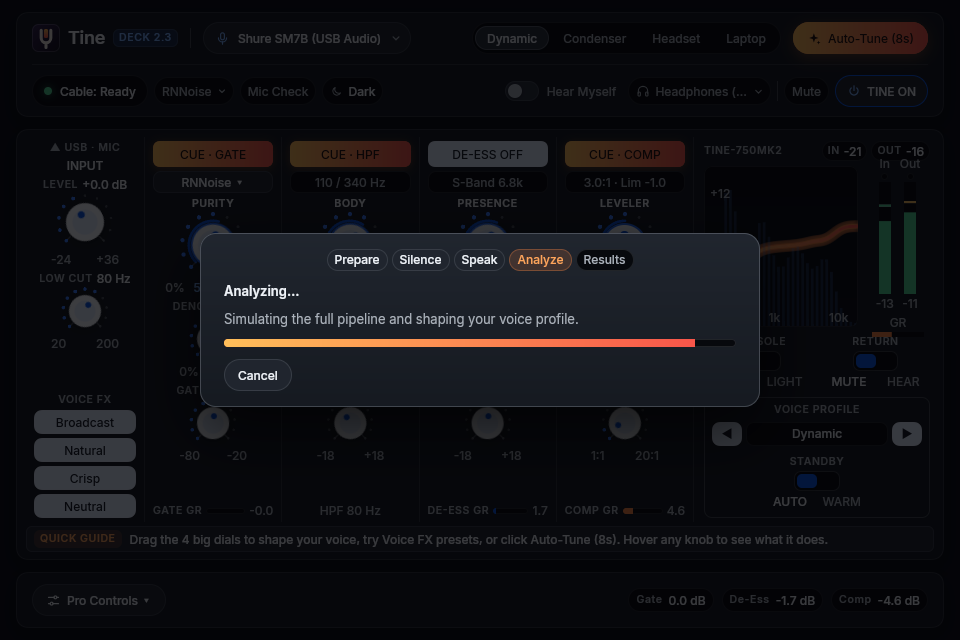 Tine DECK 2.3 Shure SM7B (USB Audio) Dynamic Condenser Headset Laptop Auto-Tune (8s)
Cable: Ready RNNoise Mic Check Dark Hear Myself Headphones (... Mute TINE ON
USB · MIC
INPUT
LEVEL +0.0 dB
-24 +36
LOW CUT 80 Hz
20 200
VOICE FX
Broadcast
Natural
Crisp
Neutral
CUE · GATE
RNNoise
PURITY
0%
0%
-80 -20
GATE GR -0.0
CUE · HPF
110 / 340 Hz
BODY
-18 +18
HPF 80 Hz
DE-ESS OFF
S-Band 6.8k
PRESENCE
-18 +18
DE-ESS GR 1.7
CUE · COMP
3.0:1 · Lim -1.0
LEVELER
1:1 20:1
COMP GR 4.6
TINE-750MK2 IN -21 OUT -16
In Out
+12
1k 10k
-13 -11
GR
RETURN
LIGHT MUTE HEAR
VOICE PROFILE
Dynamic
STANDBY
AUTO WARM
Prepare Silence Speak Analyze Results
Analyzing...
Simulating the full pipeline and shaping your voice profile.
Cancel
QUICK GUIDE Drag the 4 big dials to shape your voice, try Voice FX presets, or click Auto-Tune (8s). Hover any knob to see what it does.
Pro Controls Gate 0.0 dB De-Ess -1.7 dB Comp -4.6 dB